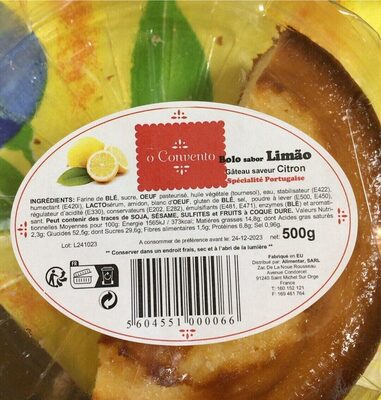 ô Convento
Bolo sabor Limão
Gâteau saveur Citron
Spécialité Portugaise
INGRÉDIENTS: Farine de BLÉ, sucre, OEUF pasteurisé, huile végétale (tournesol), eau, stabilisateur (E422),
humectant (E420i), LACTOsérum, amidon, blanc d'OEUF, gluten de BLÉ, sel, poudre à lever (E500, E450),
régulateur d'acidité (E330), conservateurs (E202, E282), émulsifiants (E481, E471), enzymes (BLÉ) et aromati-
sant. Peut contenir des traces de SOJA, SÉSAME, SULFITES et FRUITS À COQUE DURE. Valeurs Nutri-
tionnelles Moyennes pour 100g: Energie 1565kJ / 373kcal; Matières grasses 14,8g; dont Acides gras saturés
2,3g; Glucides 52,5g; dont Sucres 29,6g; Fibres alimentaires 1,5g; Protéines 6,8g; Sel 0,96g.
Lot: L241023
A consommer de préférence avant le: 24-12-2023
500g
** Conserver dans un endroit frais, sec et à l'abri de la lumière **
FR
5 604551 000066
Fabriqué en EU
Distribué par: Alimentar, SARL
Zac De La Noue Rousseau
Avenue Condorcet
91240 Saint Michel Sur Orge
France
T: 160 152 121
F: 169 461 764